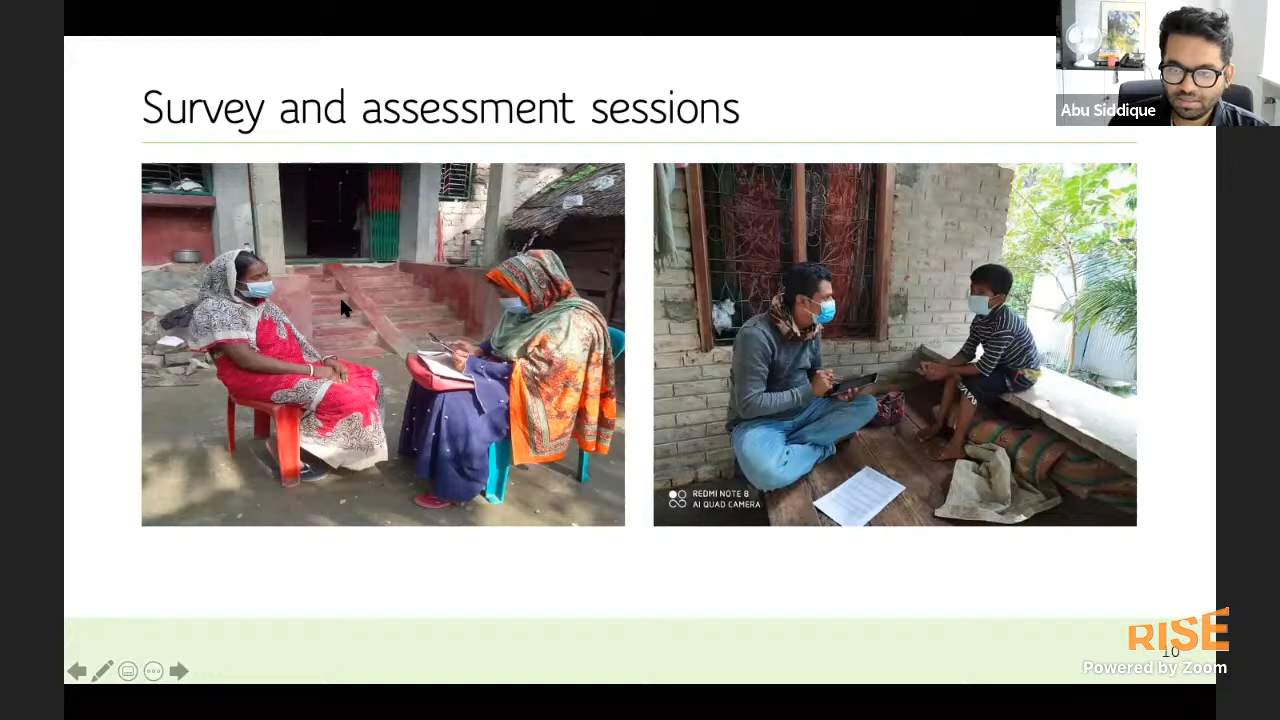 Survey and assessment sessions
Abu Siddique
REDMI NOTE 8
AI QUAD CAMERA
RISE
10
Powered by Zoom